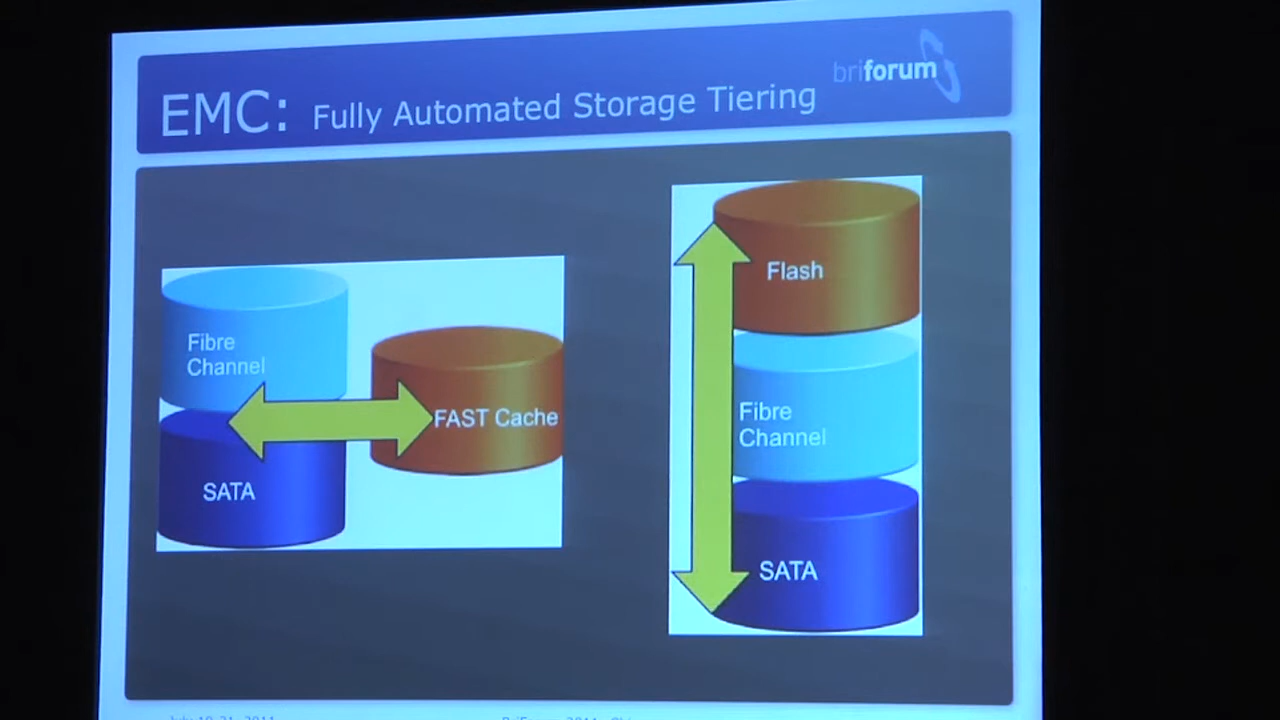 briforum
EMC: Fully Automated Storage Tiering
Fibre
Channel
FAST Cache
SATA
Flash
Fibre
Channel
SATA